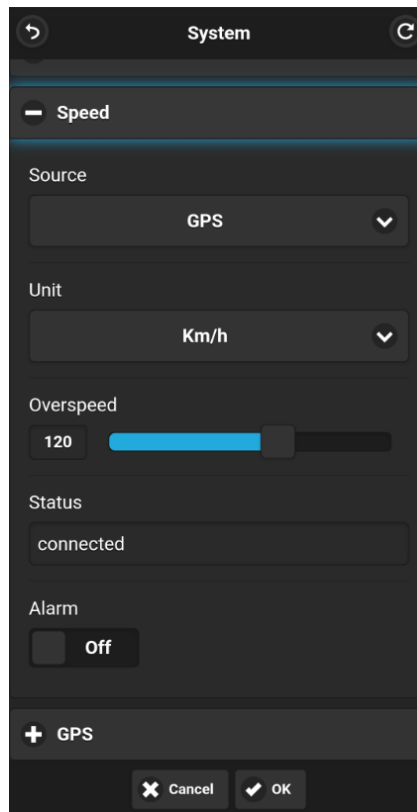 System
Speed
Source
GPS
Unit
Km/h
Overspeed
120
Status
connected
Alarm
Off
GPS
Cancel
OK